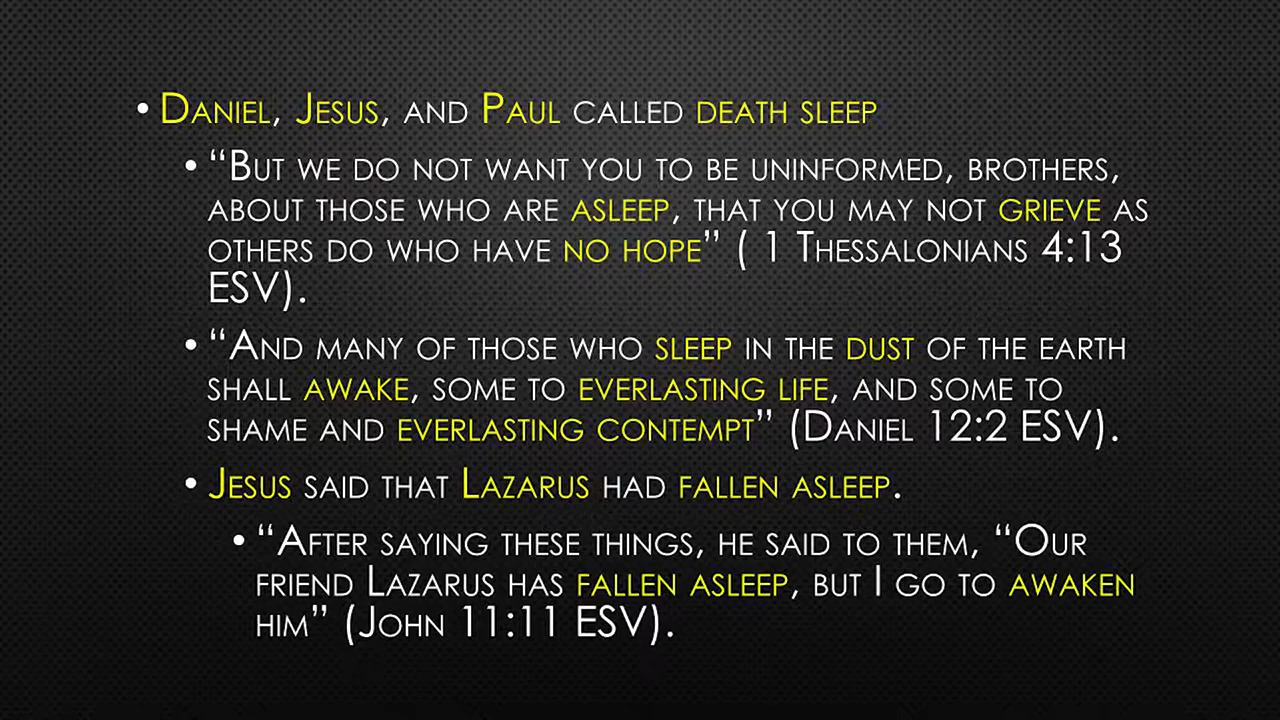 • Daniel, Jesus, and Paul called death sleep
• “But we do not want you to be uninformed, brothers,
about those who are asleep, that you may not grieve as
others do who have no hope” ( 1 Thessalonians 4:13
ESV).
• “And many of those who sleep in the dust of the earth
shall awake, some to everlasting life, and some to
shame and everlasting contempt” (Daniel 12:2 ESV).
• Jesus said that Lazarus had fallen asleep.
• “After saying these things, he said to them, “Our
friend Lazarus has fallen asleep, but I go to awaken
him” (John 11:11 ESV).